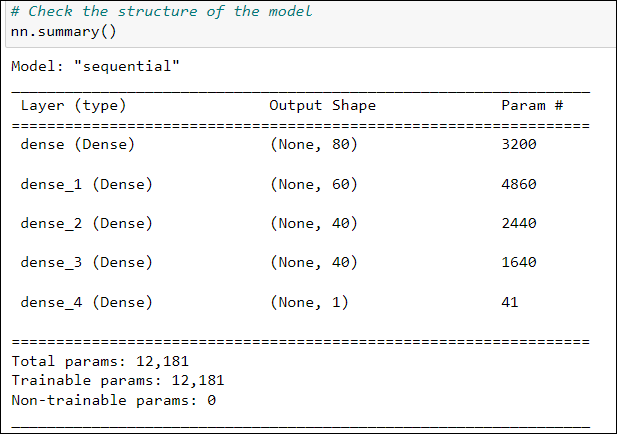 # Check the structure of the model
nn.summary()
Model: "sequential"
_________________________________________________________________
Layer (type) Output Shape Param #
=================================================================
dense (Dense) (None, 80) 3200
dense_1 (Dense) (None, 60) 4860
dense_2 (Dense) (None, 40) 2440
dense_3 (Dense) (None, 40) 1640
dense_4 (Dense) (None, 1) 41
=================================================================
Total params: 12,181
Trainable params: 12,181
Non-trainable params: 0
_________________________________________________________________